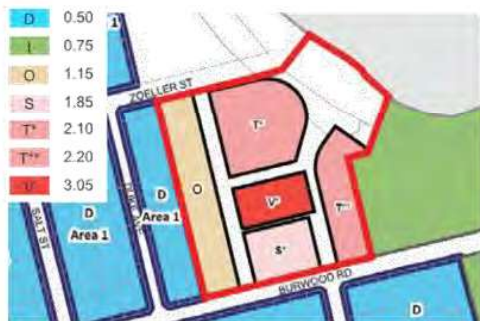 D 0.50
I 0.75
O 1.15
S 1.85
T* 2.10
T** 2.20
3.05
1
ZOELLER ST
T*
D
Area 1
O
D
Area 1
SALT ST
S*
BURWOOD RD
D